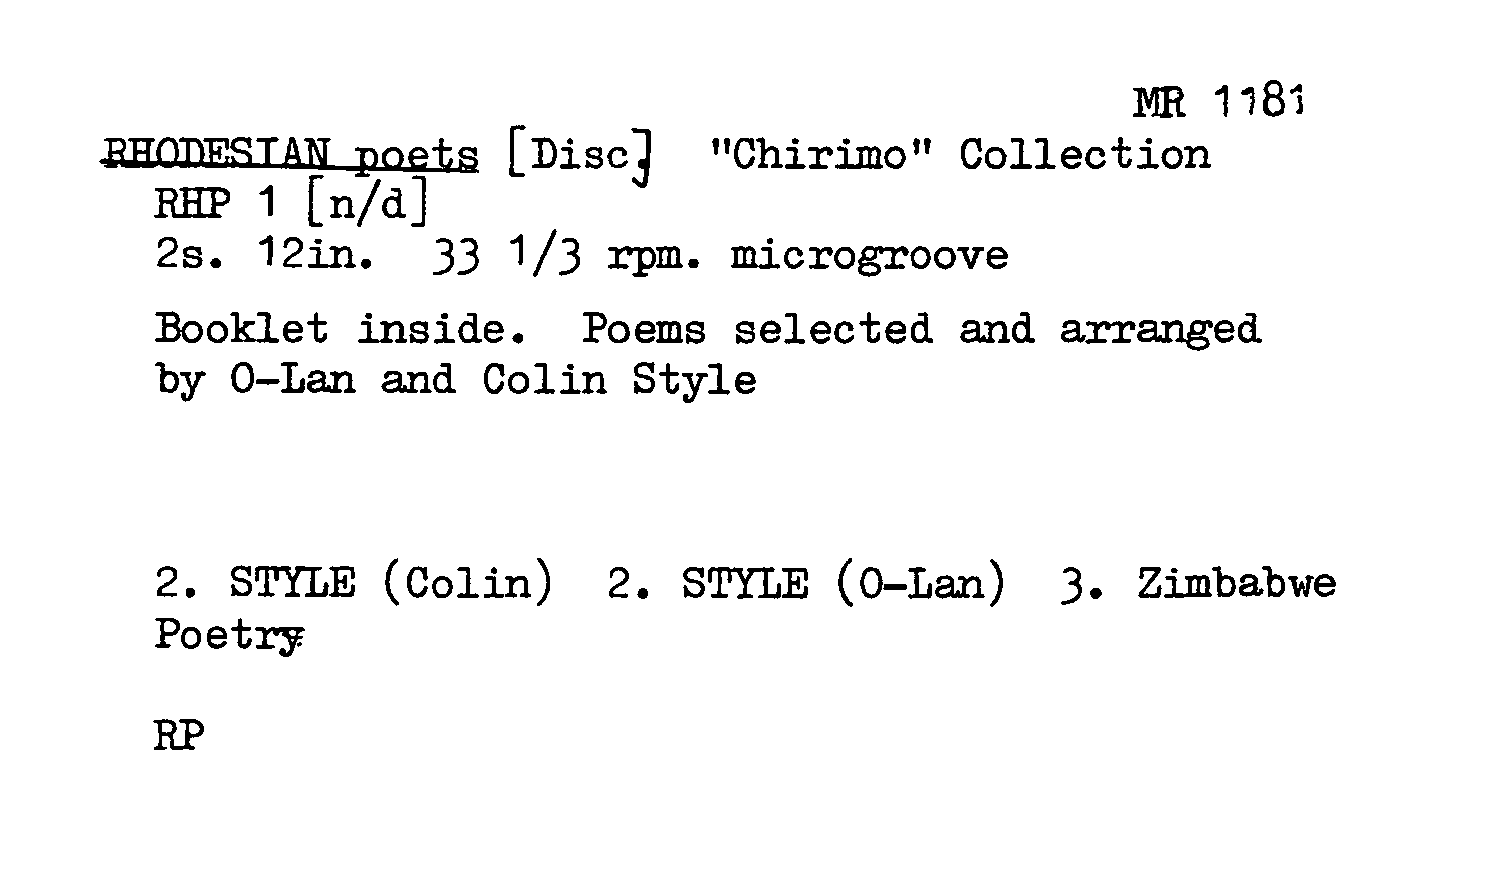 MR 1181
RHODESIAN poets [Disc] "Chirimo" Collection
RHP 1 [n/d]
2s. 12in. 33 1/3 rpm. microgroove
Booklet inside. Poems selected and arranged
by O-Lan and Colin Style
2. STYLE (Colin) 2. STYLE (O-Lan) 3. Zimbabwe
Poetry
RP